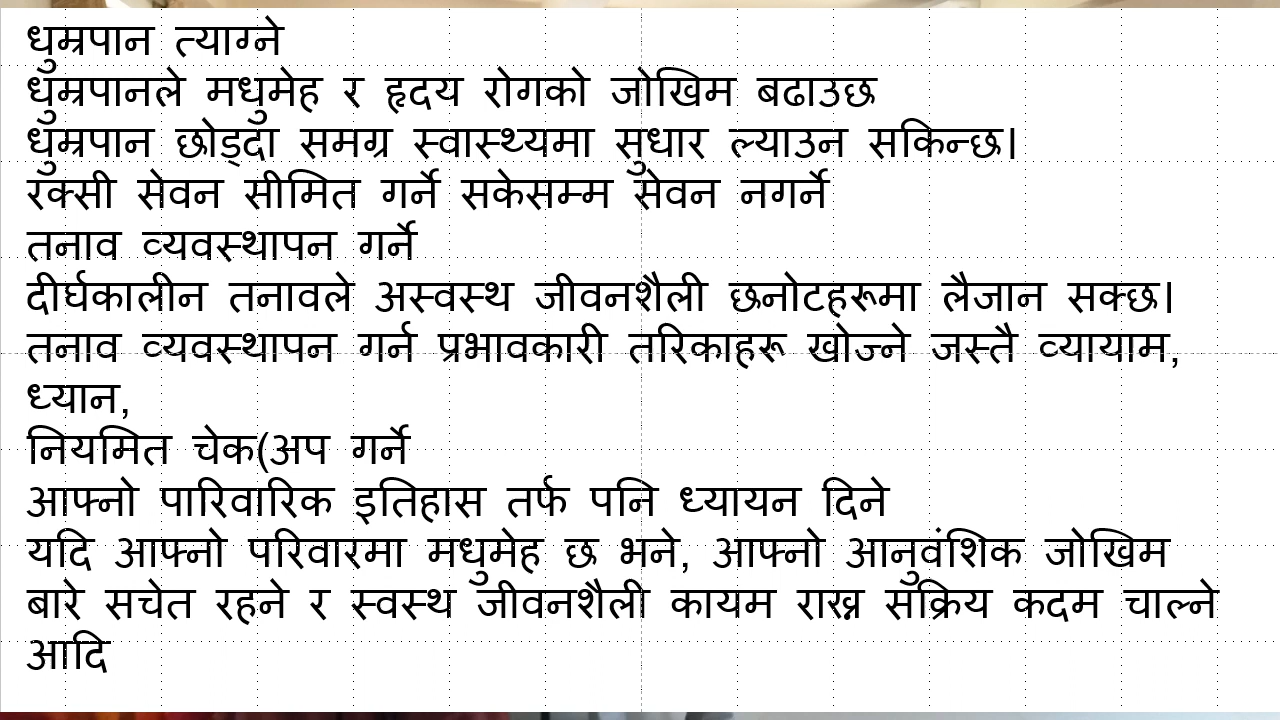 धुम्रपान त्याग्ने
धुम्रपानले मधुमेह र हृदय रोगको जोखिम बढाउछ
धुम्रपान छोड्दा समग्र स्वास्थ्यमा सुधार ल्याउन सकिन्छ।
रक्सी सेवन सीमित गर्ने सकेसम्म सेवन नगर्ने
तनाव व्यवस्थापन गर्ने
दीर्घकालीन तनावले अस्वस्थ जीवनशैली छनोटहरूमा लैजान सक्छ।
तनाव व्यवस्थापन गर्न प्रभावकारी तरिकाहरू खोज्ने जस्तै व्यायाम,
ध्यान,
नियमित चेक(अप गर्ने
आफ्नो पारिवारिक इतिहास तर्फ पनि ध्यायन दिने
यदि आफ्नो परिवारमा मधुमेह छ भने, आफ्नो आनुवंशिक जोखिम
बारे सचेत रहने र स्वस्थ जीवनशैली कायम राख्न सक्रिय कदम चाल्ने
आदि